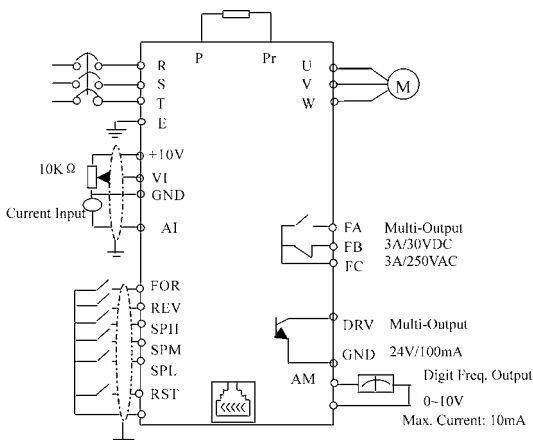 P Pr
R U
S V
T W
M
E
+10V
10KΩ
VI
GND
Current Input
AI
FA Multi-Output
FB 3A/30VDC
FC 3A/250VAC
FOR
REV
SPH
SPM
SPL
RST
DRV Multi-Output
GND 24V/100mA
AM
Digit Freq. Output
0~10V
Max. Current: 10mA